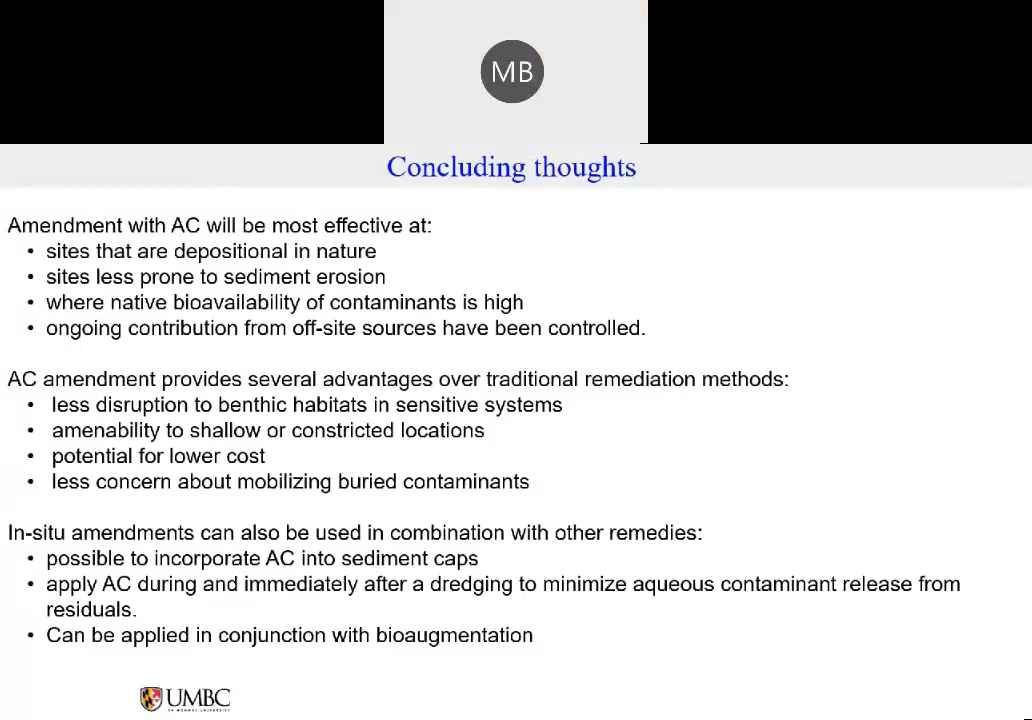 MB
Concluding thoughts
Amendment with AC will be most effective at:
• sites that are depositional in nature
• sites less prone to sediment erosion
• where native bioavailability of contaminants is high
• ongoing contribution from off-site sources have been controlled.
AC amendment provides several advantages over traditional remediation methods:
• less disruption to benthic habitats in sensitive systems
• amenability to shallow or constricted locations
• potential for lower cost
• less concern about mobilizing buried contaminants
In-situ amendments can also be used in combination with other remedies:
• possible to incorporate AC into sediment caps
• apply AC during and immediately after a dredging to minimize aqueous contaminant release from
residuals.
• Can be applied in conjunction with bioaugmentation
UMBC